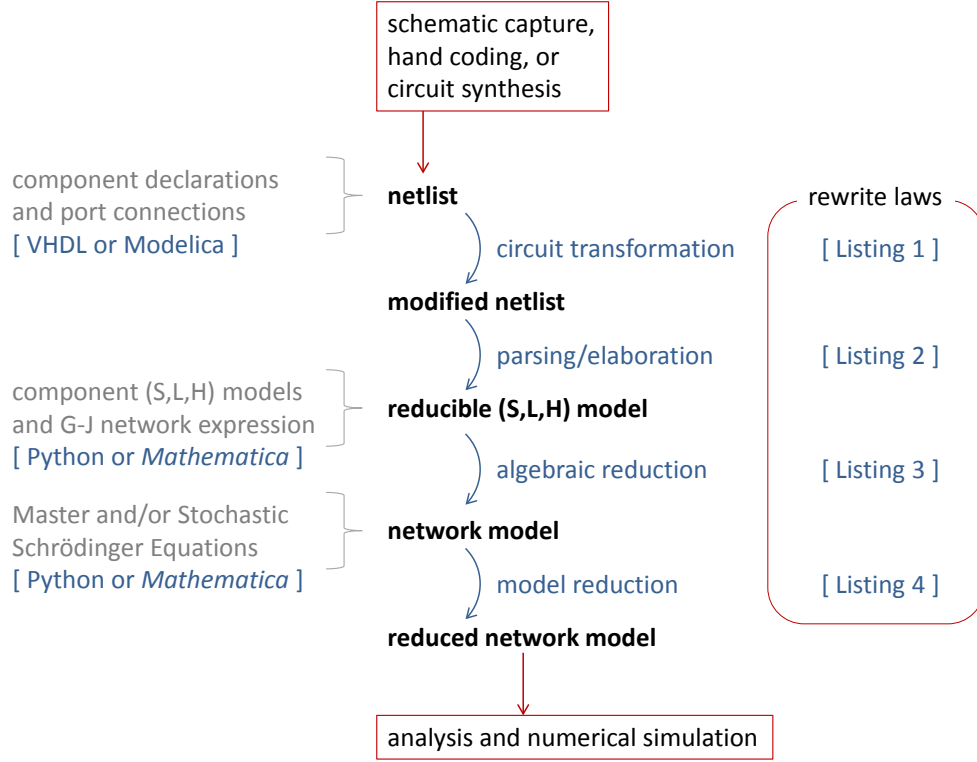 schematic capture,
hand coding, or
circuit synthesis
component declarations
and port connections
[ VHDL or Modelica ]
netlist
rewrite laws
circuit transformation
[ Listing 1 ]
modified netlist
parsing/elaboration
[ Listing 2 ]
component (S,L,H) models
and G-J network expression
[ Python or Mathematica ]
reducible (S,L,H) model
algebraic reduction
[ Listing 3 ]
Master and/or Stochastic
Schrödinger Equations
[ Python or Mathematica ]
network model
model reduction
[ Listing 4 ]
reduced network model
analysis and numerical simulation